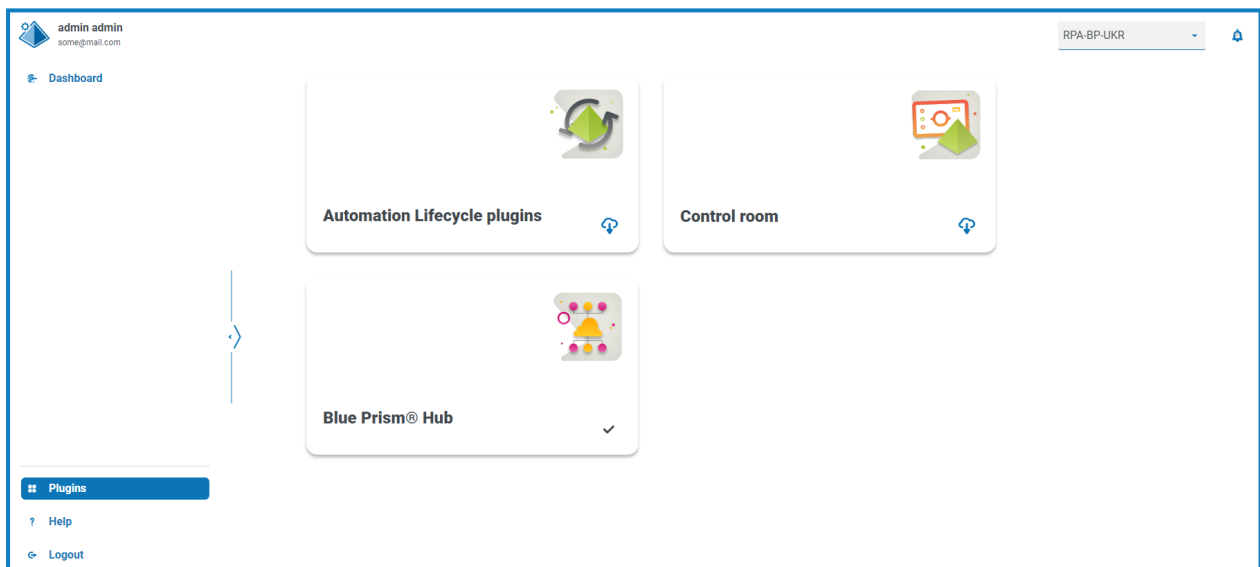 admin admin
some@mail.com
RPA-BP-UKR
Dashboard
Automation Lifecycle plugins
Control room
Blue Prism® Hub
Plugins
? Help
Logout